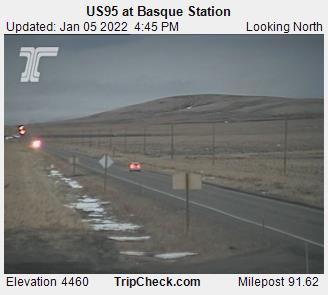 US95 at Basque Station
Updated: Jan 05 2022 4:45 PM Looking North
Elevation 4460 TripCheck.com Milepost 91.62